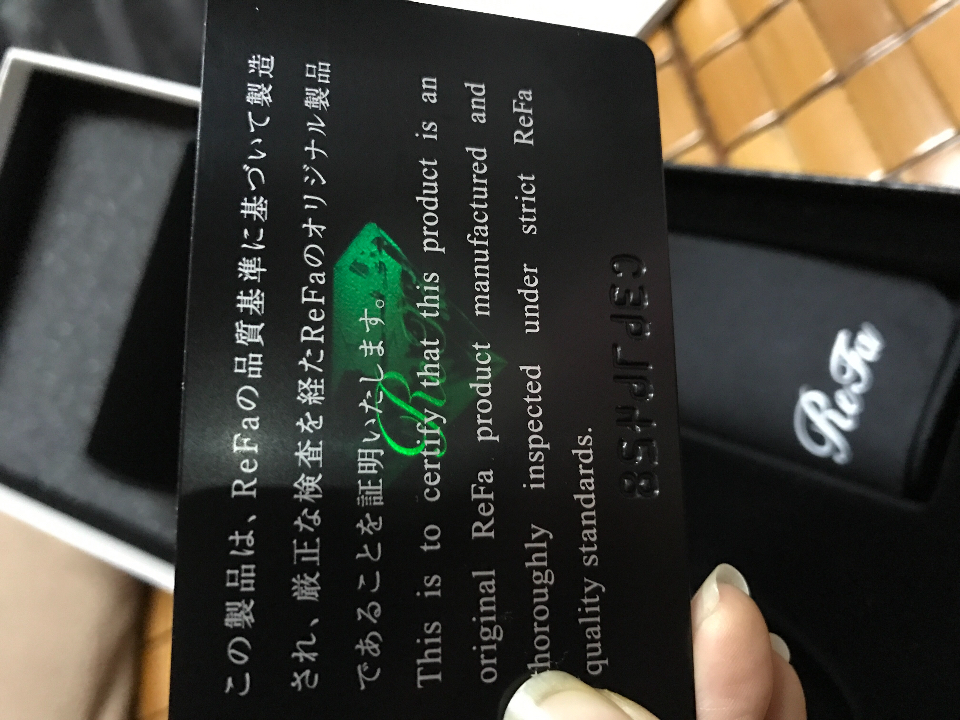 この製品は、ReFaの品質基準に基づいて製造
され、厳正な検査を経たReFaのオリジナル製品
であることを証明いたします。
This is to certify that this product is an
original ReFa product manufactured and
thoroughly inspected under strict ReFa
quality standards.
ReFa
ReFa